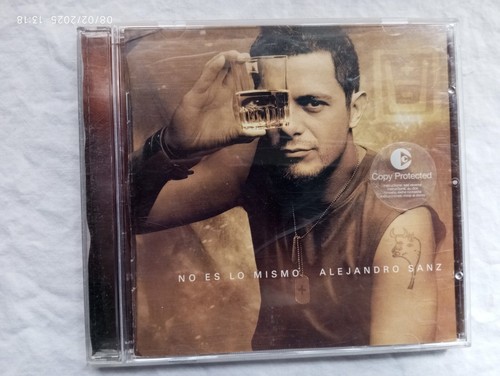 08/02/2025 13:18
Copy Protected
NO ES LO MISMO ALEJANDRO SANZ